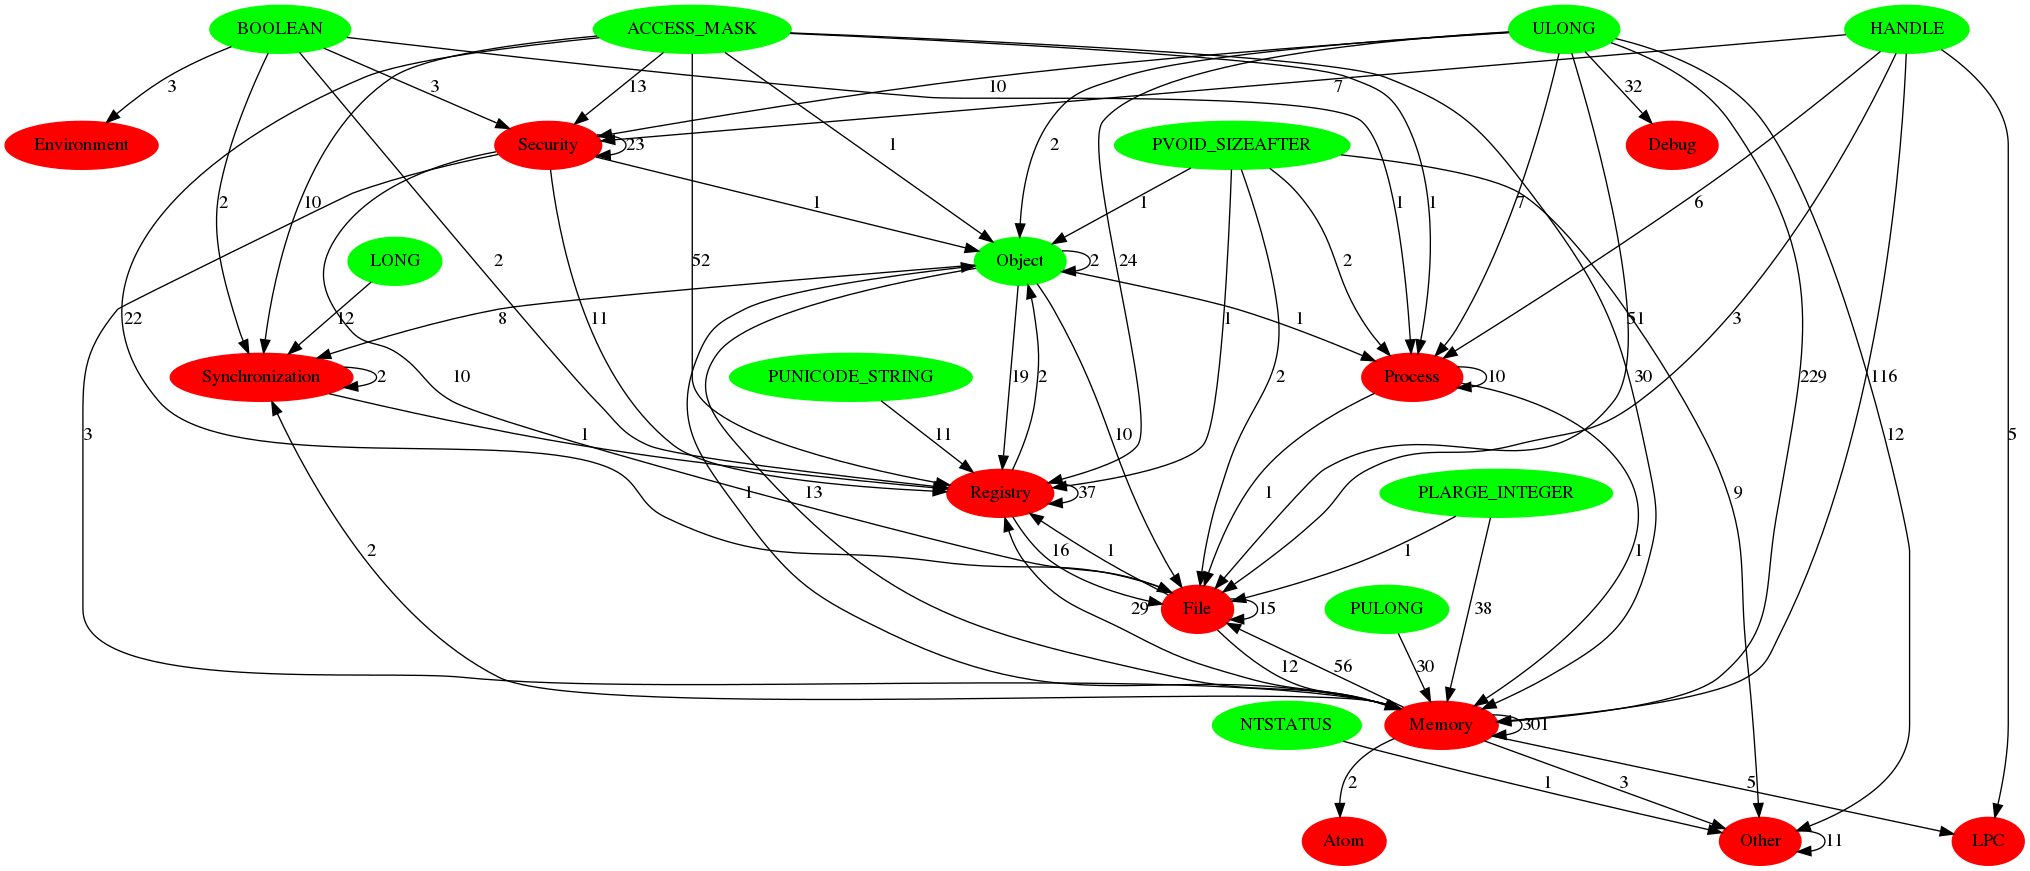 BOOLEAN ACCESS_MASK ULONG HANDLE
3 3 13 10 7 32
Environment Security 23 PVOID_SIZEAFTER Debug
2 10 1 1 2 1 1 1 7 6
LONG 2 Object 2 24 2
22 12 8 11 52 1 51 3 30
Synchronization 2 10 PUNICODE_STRING 19 2 2 Process 10 229 116
3 1 11 10 12 5
1 13 Registry 37 1 PLARGE_INTEGER 9
2 16 1 1 1
29 File 15 PULONG 38
12 56 30
NTSTATUS Memory 301
2 1 3 5
Atom Other 11 LPC